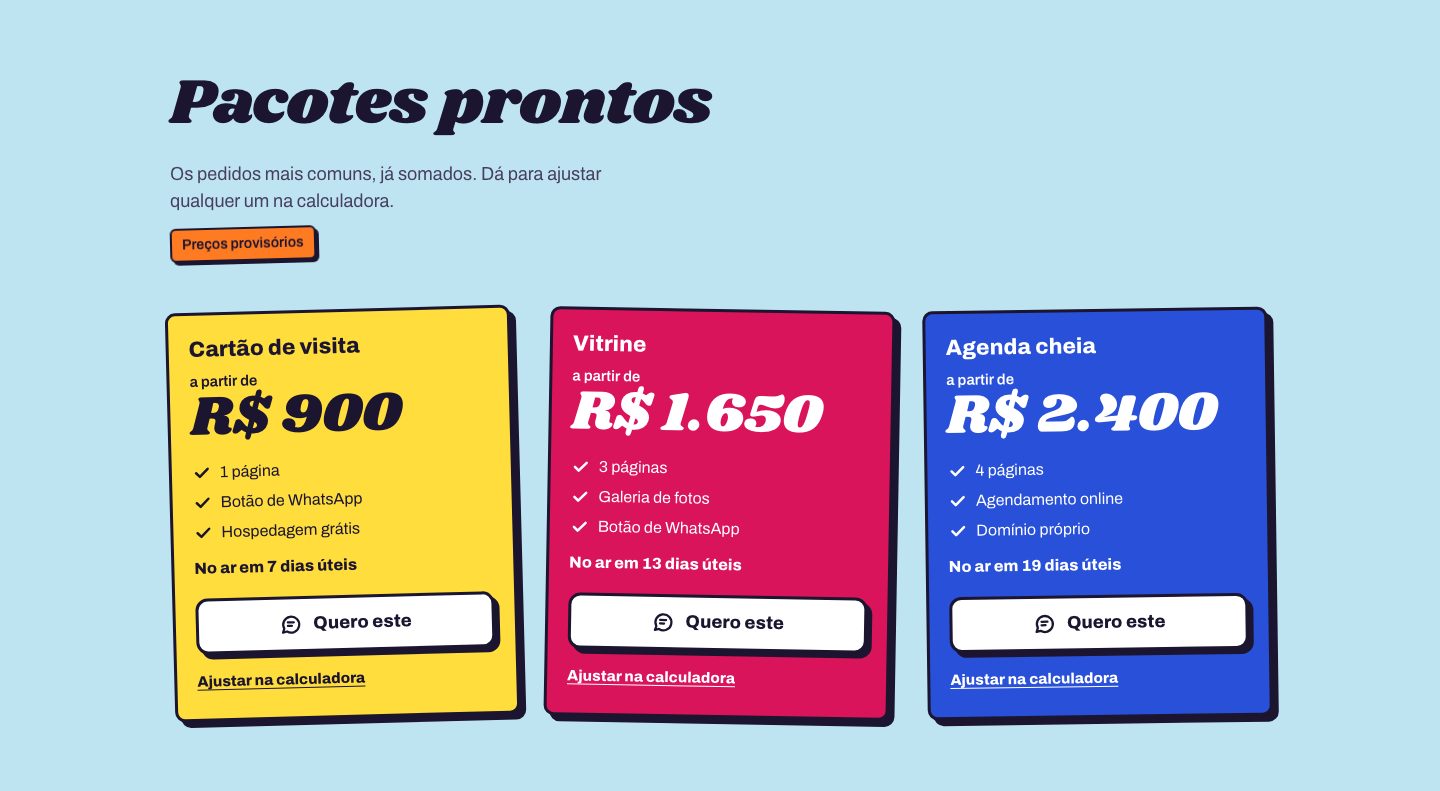 Pacotes prontos
Os pedidos mais comuns, já somados. Dá para ajustar
qualquer um na calculadora.
Preços provisórios
Cartão de visita
a partir de
R$ 900
1 página
Botão de WhatsApp
Hospedagem grátis
No ar em 7 dias úteis
Quero este
Ajustar na calculadora
Vitrine
a partir de
R$ 1.650
3 páginas
Galeria de fotos
Botão de WhatsApp
No ar em 13 dias úteis
Quero este
Ajustar na calculadora
Agenda cheia
a partir de
R$ 2.400
4 páginas
Agendamento online
Domínio próprio
No ar em 19 dias úteis
Quero este
Ajustar na calculadora